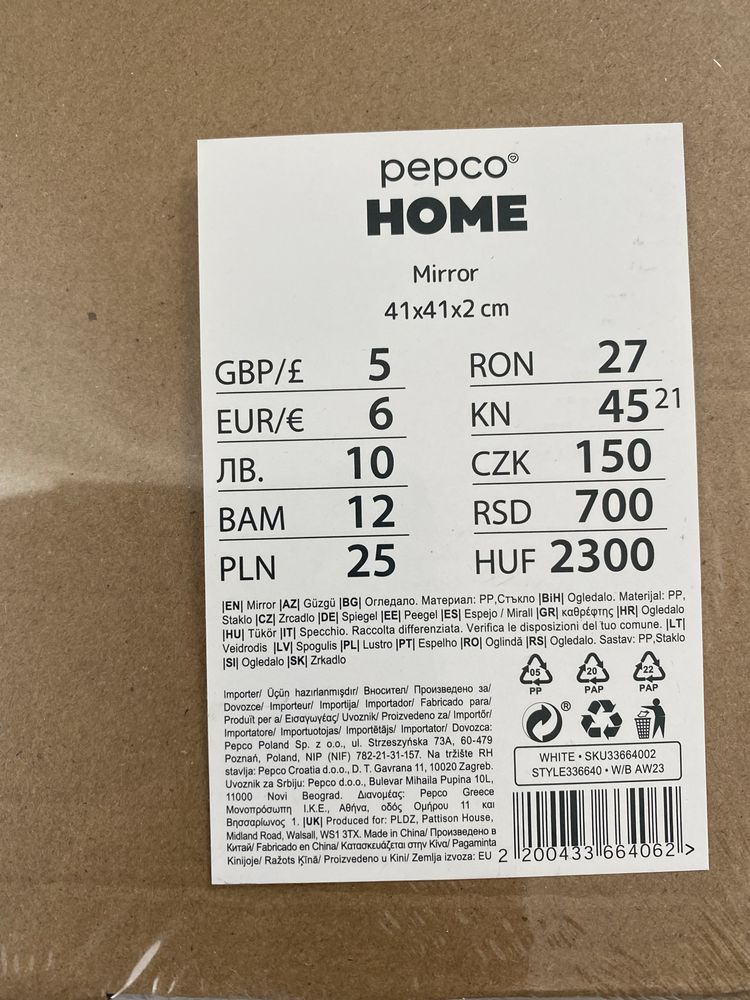 pepco
HOME
Mirror
41x41x2 cm
GBP/£ 5
EUR/€ 6
ЛВ. 10
BAM 12
PLN 25
RON 27
KN 45 21
CZK 150
RSD 700
HUF 2300
|EN| Mirror |AZ| Güzgü |BG| Огледало. Материал: PP,Стъкло |BiH| Ogledalo. Materijal: PP,
Staklo |CZ| Zrcadlo |DE| Spiegel |EE| Peegel |ES| Espejo / Mirall |GR| καθρέφτης |HR| Ogledalo
|HU| Tükör |IT| Specchio. Raccolta differenziata. Verifica le disposizioni del tuo comune. |LT|
Veidrodis |LV| Spogulis |PL| Lustro |PT| Espelho |RO| Oglindă |RS| Ogledalo. Sastav: PP,Staklo
|SI| Ogledalo |SK| Zrkadlo
Importer/ Üçün hazırlanmışdır/ Вносител/ Произведено за/
Dovozce/ Importeur/ Importija/ Importador/ Fabricado para/
Produït per a/ Εισαγωγέας/ Uvoznik/ Proizvedeno za/ Importőr/
Importatore/ Importuotojas/ Importētājs/ Importator/ Dovozca:
Pepco Poland Sp. z o.o., ul. Strzeszyńska 73A, 60-479
Poznań, Poland, NIP (NIF) 782-21-31-157. Na tržište RH
stavlja: Pepco Croatia d.o.o., D. T. Gavrana 11, 10020 Zagreb.
Uvoznik za Srbiju: Pepco d.o.o., Bulevar Mihaila Pupina 10L,
11000 Novi Beograd. Διανομέας: Pepco Greece
Μονοπρόσωπη Ι.Κ.Ε., Αθήνα, οδός Ομήρου 11 και
Βησσαρίωνος 1. |UK| Produced for: PLDZ, Pattison House,
Midland Road, Walsall, WS1 3TX. Made in China/ Произведено в
Китай/ Fabricado en China/ Κατασκευάζεται στην Κίνα/ Pagaminta
Kinijoje/ Ražots Ķīnā/ Proizvedeno u Kini/ Zemlja izvoza: EU
05 20 22
PP PAP PAP
®
WHITE • SKU33664002
STYLE336640 • W/B AW23
2 200433 664062 >